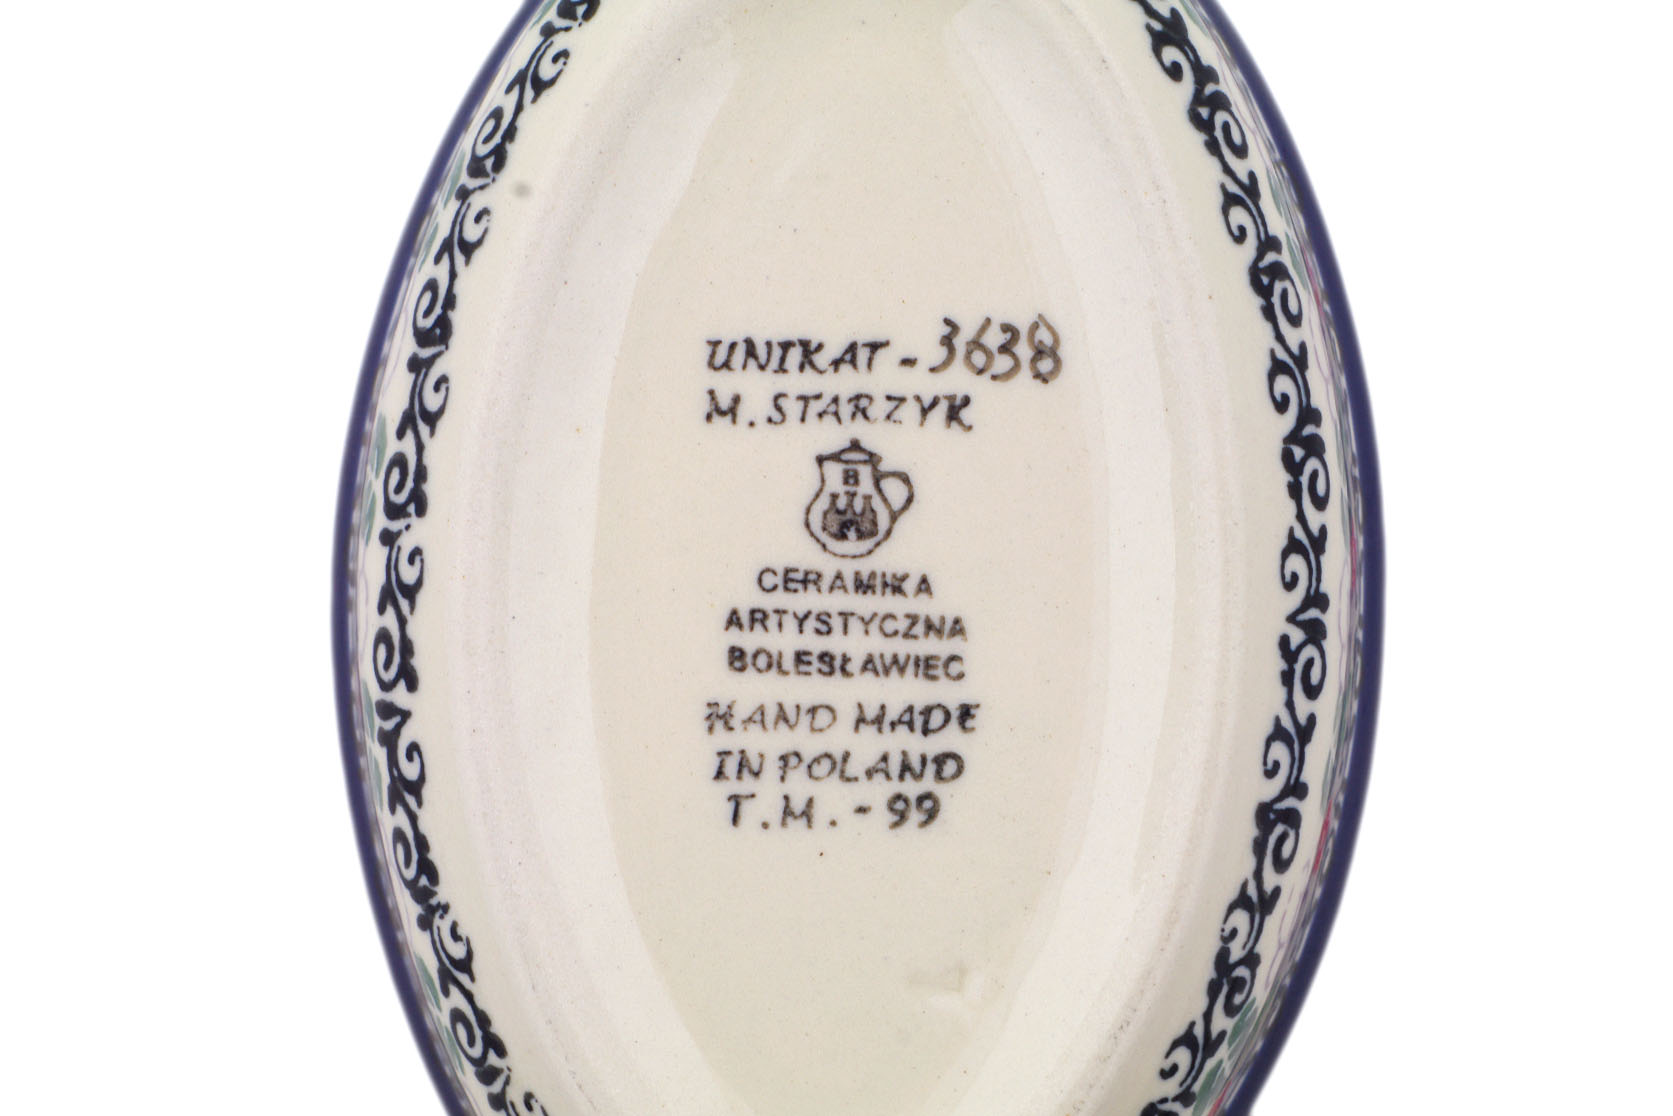 UNIKAT - 3638
M. STARZYK
B
CERAMIKA
ARTYSTYCZNA
BOLESŁAWIEC
HAND MADE
IN POLAND
T.M. - 99